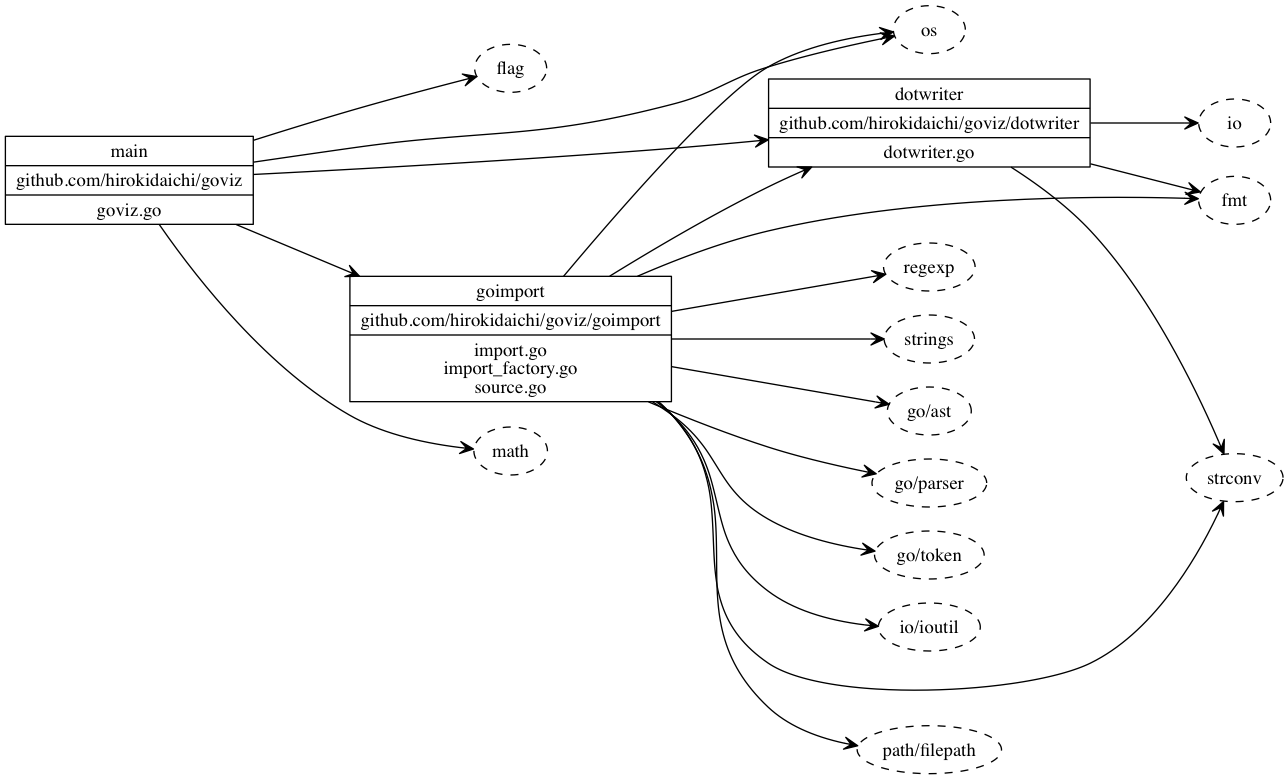 os
flag
dotwriter
github.com/hirokidaichi/goviz/dotwriter
dotwriter.go
io
main
github.com/hirokidaichi/goviz
goviz.go
fmt
regexp
goimport
github.com/hirokidaichi/goviz/goimport
import.go
import_factory.go
source.go
strings
go/ast
math
go/parser
strconv
go/token
io/ioutil
path/filepath